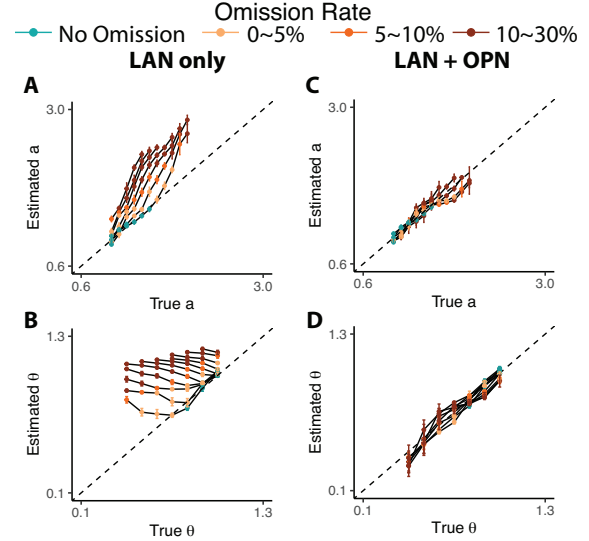 Omission Rate
No Omission 0~5% 5~10% 10~30%
LAN only LAN + OPN
A
3.0
Estimated a
0.6
0.6 3.0
True a
C
3.0
Estimated a
0.6
0.6 3.0
True a
B
1.3
Estimated θ
0.1
0.1 1.3
True θ
D
1.3
Estimated θ
0.1
0.1 1.3
True θ